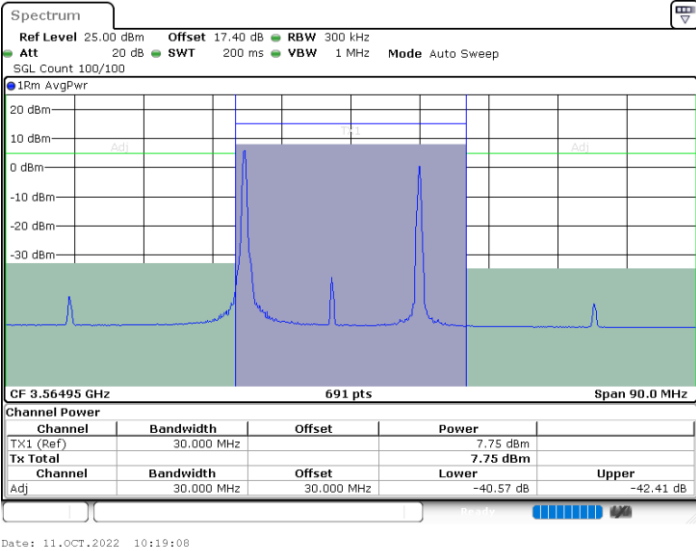 Spectrum
Ref Level 25.00 dBm Offset 17.40 dB RBW 300 kHz
Att 20 dB SWT 200 ms VBW 1 MHz Mode Auto Sweep
SGL Count 100/100
1Rm AvgPwr
20 dBm
TX1
10 dBm
Adj Adj
0 dBm
-10 dBm
-20 dBm
-30 dBm
CF 3.56495 GHz 691 pts Span 90.0 MHz
Channel Power
Channel Bandwidth Offset Power
TX1 (Ref) 30.000 MHz 7.75 dBm
Tx Total 7.75 dBm
Channel Bandwidth Offset Lower Upper
Adj 30.000 MHz 30.000 MHz -40.57 dB -42.41 dB
Ready
Date: 11.OCT.2022 10:19:08